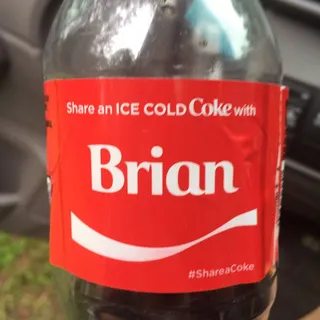 Share an ICE COLD Coke with
Brian
#ShareaCoke